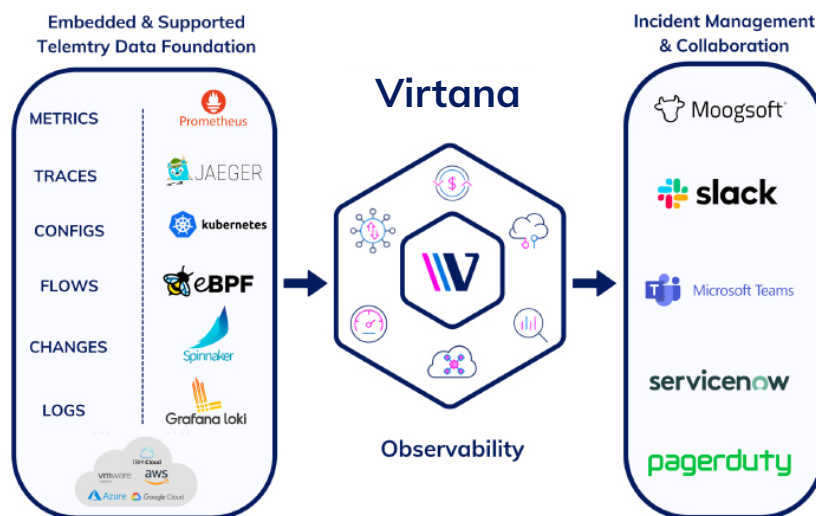 Embedded & Supported
Telemtry Data Foundation
METRICS
Prometheus
TRACES
JAEGER
CONFIGS
kubernetes
FLOWS
eBPF
CHANGES
Spinnaker
LOGS
Grafana loki
IBM Cloud
vmware
aws
Azure
Google Cloud
Virtana
V
Observability
Incident Management
& Collaboration
Moogsoft
slack
Microsoft Teams
servicenow
pagerduty